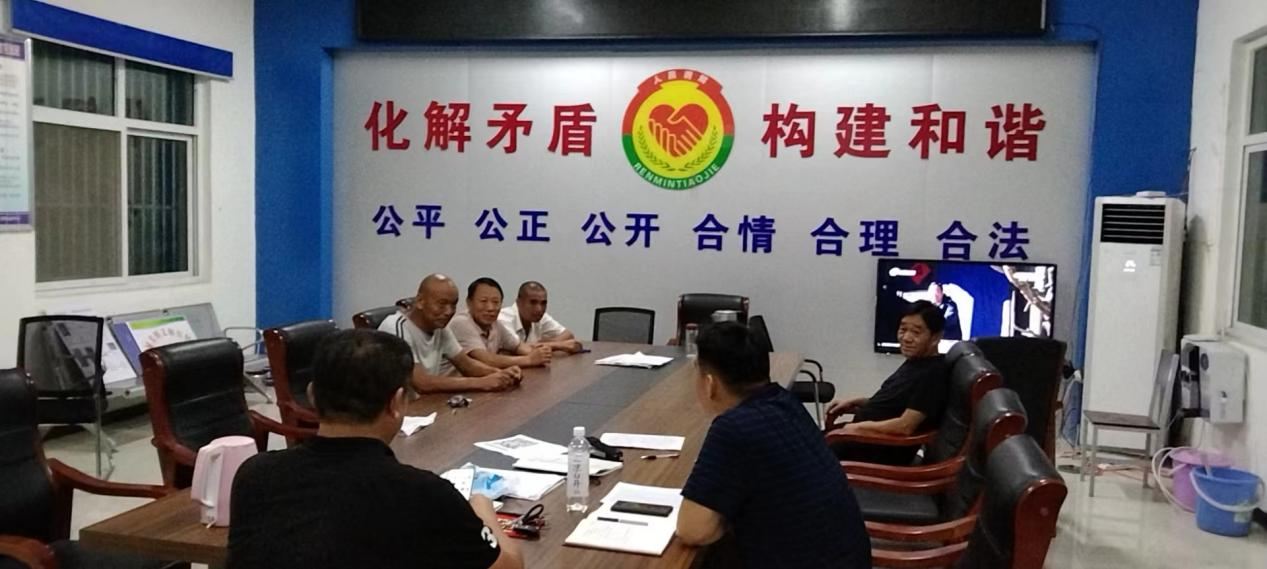 人民调解
化解矛盾 构建和谐
RENMINTIAOJIE
公平 公正 公开 合情 合理 合法